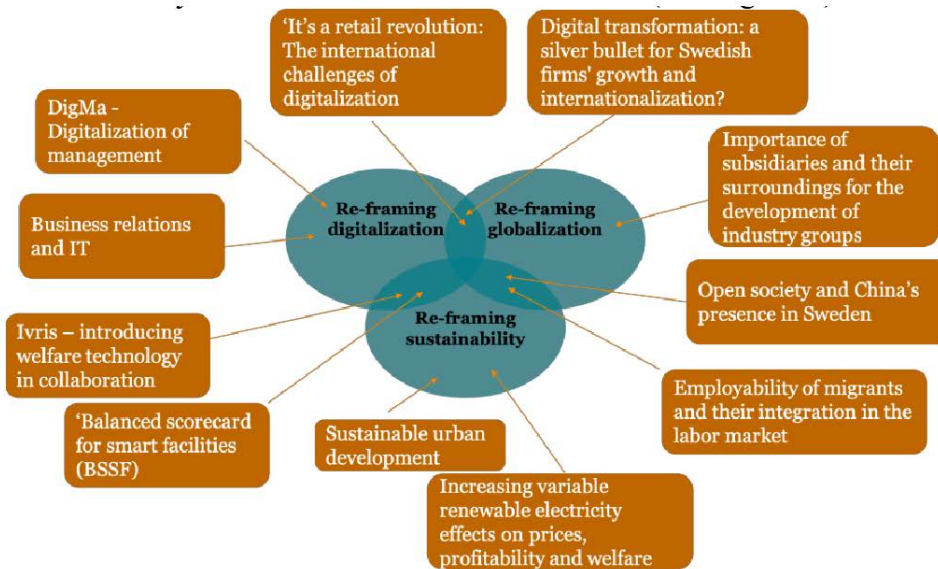 ‘It's a retail revolution:
The international
challenges of
digitalization
Digital transformation: a
silver bullet for Swedish
firms' growth and
internationalization?
DigMa -
Digitalization of
management
Importance of
subsidiaries and their
surroundings for the
development of
industry groups
Business relations
and IT
Re-framing
digitalization
Re-framing
globalization
Open society and China's
presence in Sweden
Ivris – introducing
welfare technology
in collaboration
Re-framing
sustainability
Employability of migrants
and their integration in the
labor market
‘Balanced scorecard
for smart facilities
(BSSF)
Sustainable urban
development
Increasing variable
renewable electricity
effects on prices,
profitability and welfare